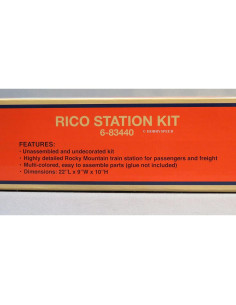 RICO STATION KIT
6-83440
FEATURES:
• Unassembled and undecorated kit
• Highly detailed Rocky Mountain train station for passengers and freight
• Multi-colored, easy to assemble parts (glue not included)
• Dimensions: 22"L x 9"W x 10"H